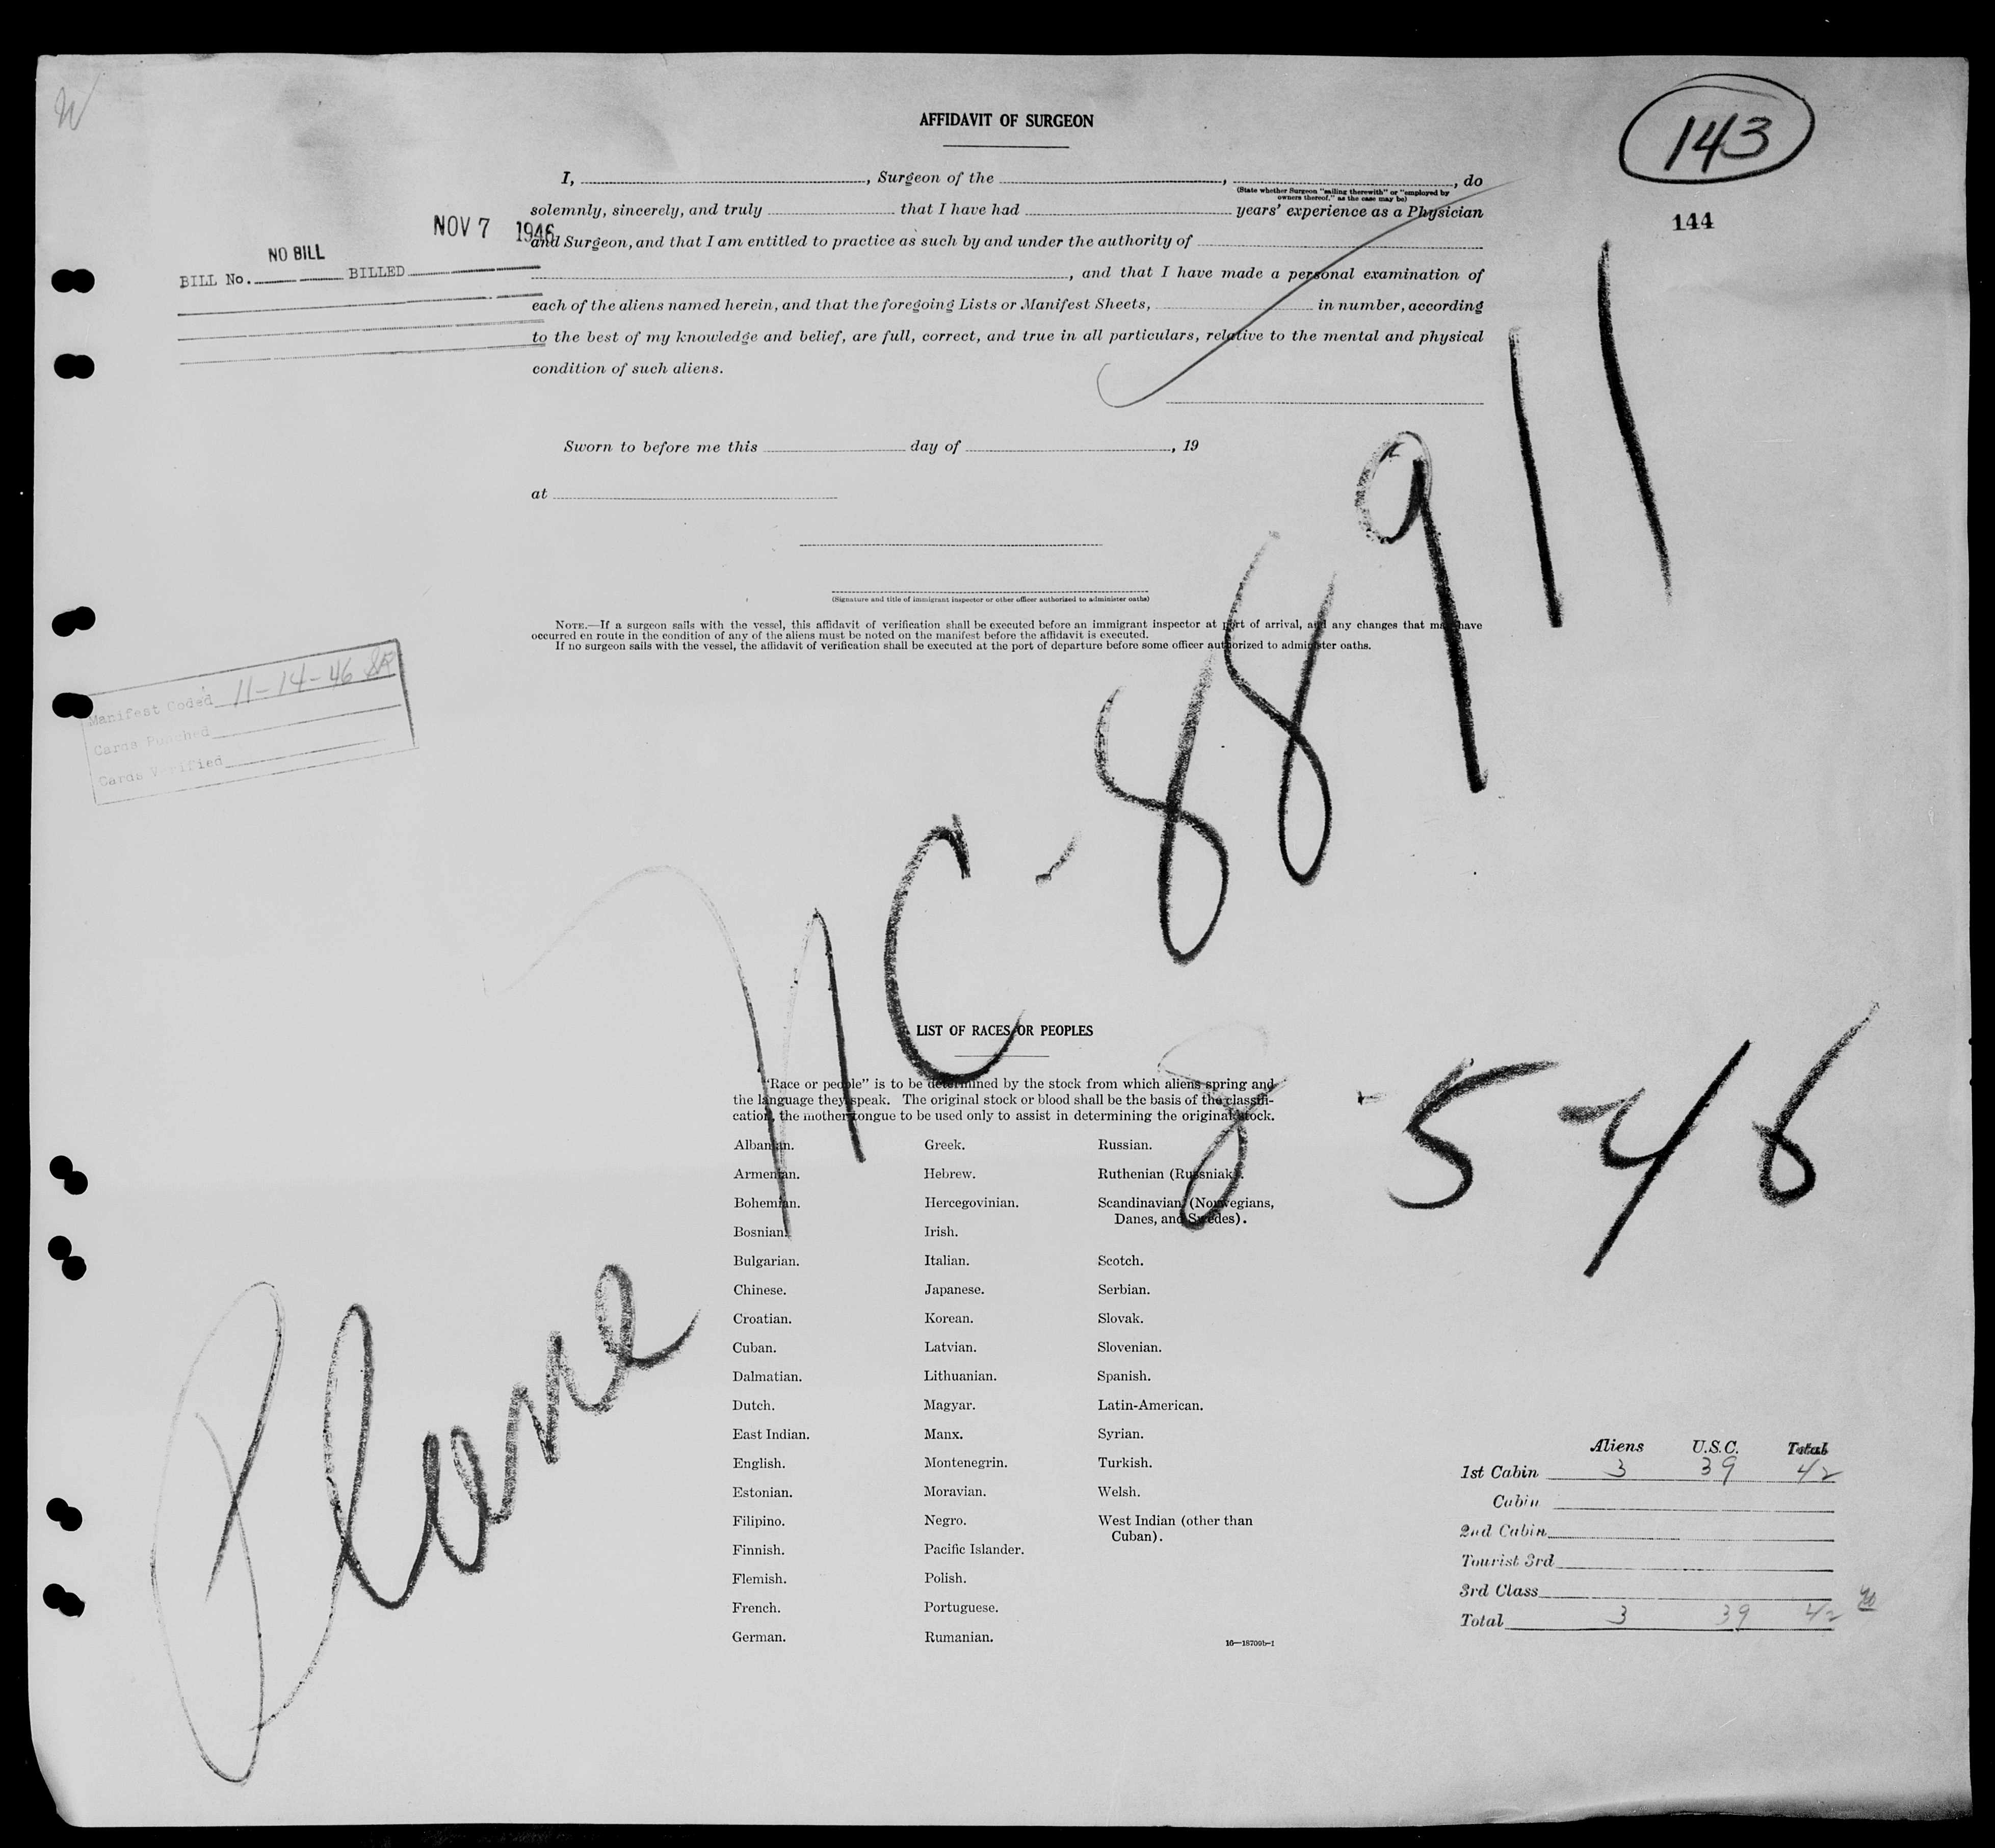 AFFIDAVIT OF SURGEON
143
144
I, , Surgeon of the , , do
(State whether Surgeon "sailing therewith" or "employed by
owners thereof," as the case may be)
solemnly, sincerely, and truly that I have had years' experience as a Physician
NOV 7 1946
and Surgeon, and that I am entitled to practice as such by and under the authority of
NO BILL
BILL No. BILLED
, and that I have made a personal examination of
each of the aliens named herein, and that the foregoing Lists or Manifest Sheets, in number, according
to the best of my knowledge and belief, are full, correct, and true in all particulars, relative to the mental and physical
condition of such aliens.
Sworn to before me this day of , 19
at
(Signature and title of immigrant inspector or other officer authorized to administer oaths)
NOTE.—If a surgeon sails with the vessel, this affidavit of verification shall be executed before an immigrant inspector at port of arrival, and any changes that may have
occurred en route in the condition of any of the aliens must be noted on the manifest before the affidavit is executed.
If no surgeon sails with the vessel, the affidavit of verification shall be executed at the port of departure before some officer authorized to administer oaths.
Manifest Coded 11-14-46
Cards Punched
Cards Verified
Plane NC-88911
8-5-46
LIST OF RACES OR PEOPLES
"Race or people" is to be determined by the stock from which aliens spring and
the language they speak. The original stock or blood shall be the basis of the classifi-
cation, the mother tongue to be used only to assist in determining the original stock.
Albanian.
Armenian.
Bohemian.
Bosnian.
Bulgarian.
Chinese.
Croatian.
Cuban.
Dalmatian.
Dutch.
East Indian.
English.
Estonian.
Filipino.
Finnish.
Flemish.
French.
German.
Greek.
Hebrew.
Hercegovinian.
Irish.
Italian.
Japanese.
Korean.
Latvian.
Lithuanian.
Magyar.
Manx.
Montenegrin.
Moravian.
Negro.
Pacific Islander.
Polish.
Portuguese.
Rumanian.
Russian.
Ruthenian (Russniak).
Scandinavian (Norwegians,
Danes, and Swedes).
Scotch.
Serbian.
Slovak.
Slovenian.
Spanish.
Latin-American.
Syrian.
Turkish.
Welsh.
West Indian (other than
Cuban).
16—18709b-1
Aliens U.S.C. Total
1st Cabin 3 39 42
Cabin
2nd Cabin
Tourist 3rd
3rd Class
Total 3 39 42